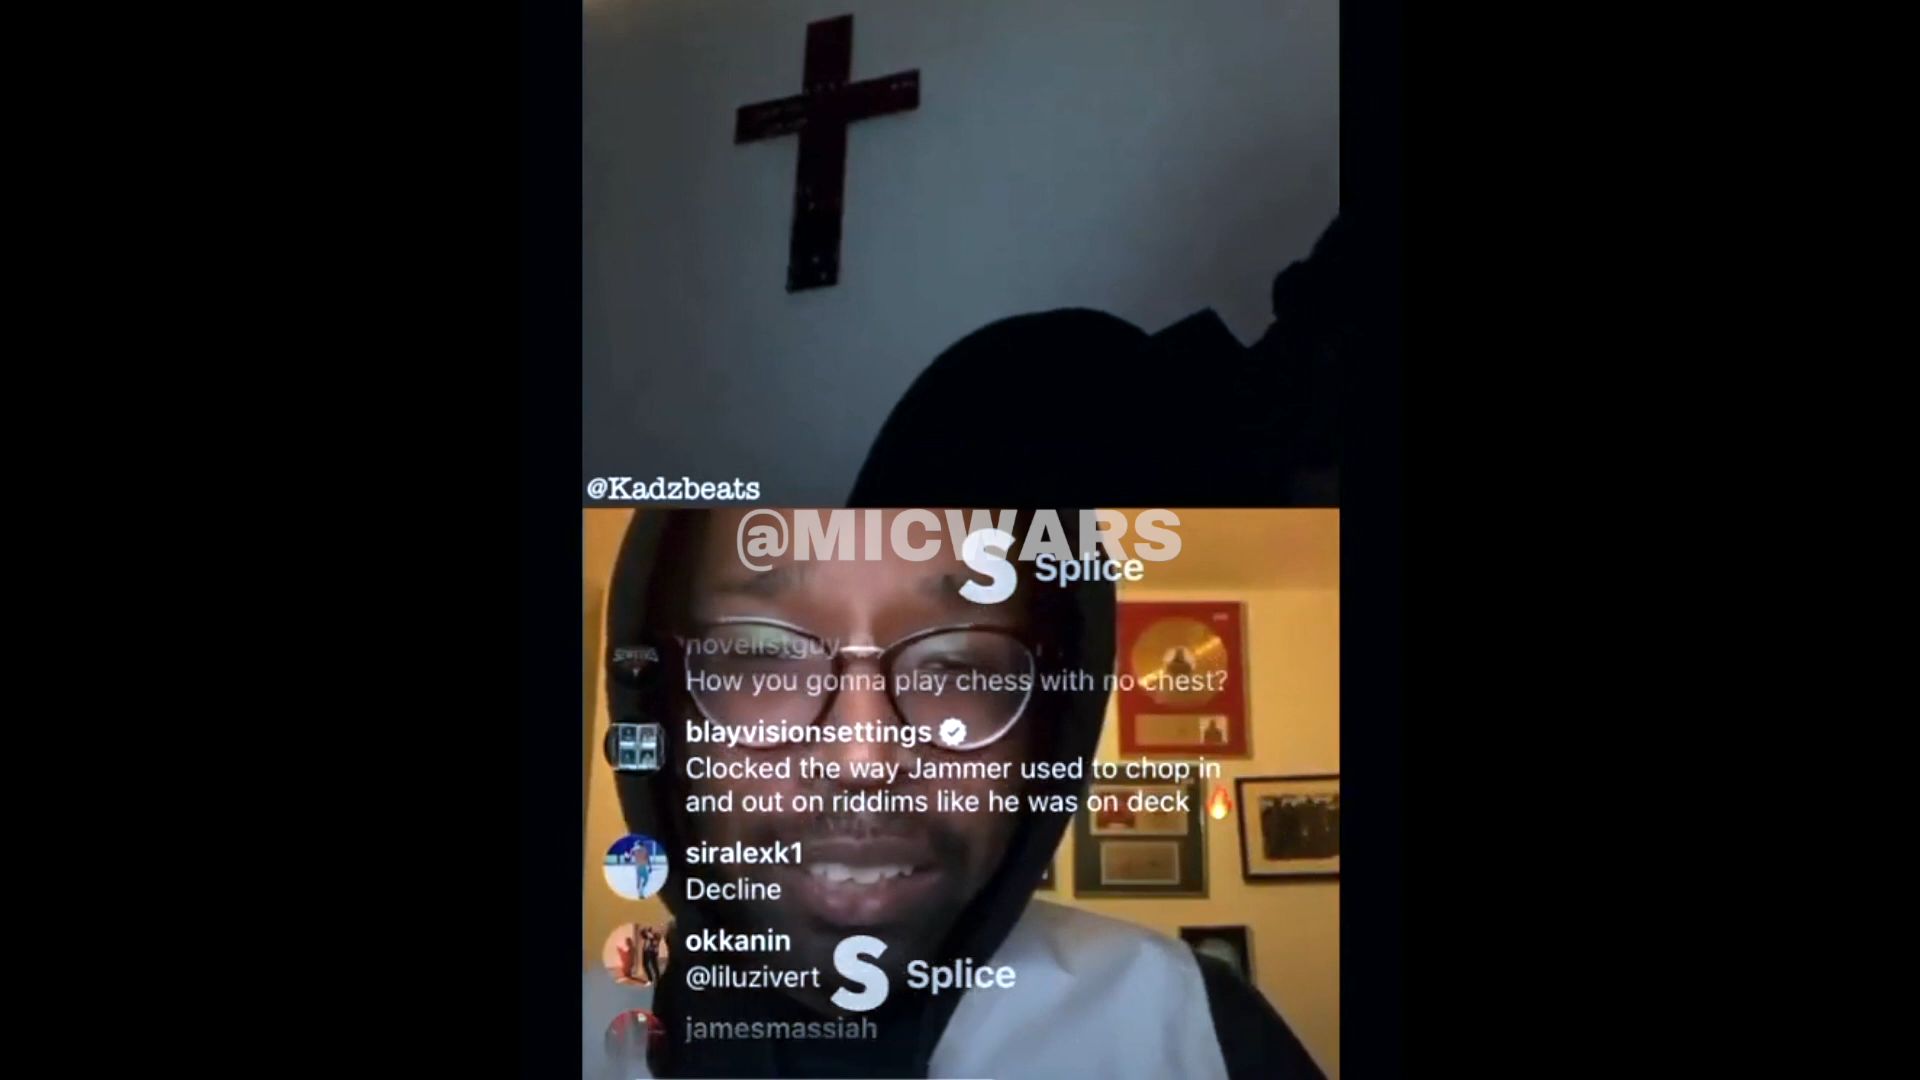 @Kadzbeats
@MICWARS
S Splice
novelistguy
How you gonna play chess with no chest?
blayvisionsettings
Clocked the way Jammer used to chop in
and out on riddims like he was on deck 🔥
siralexk1
Decline
okkanin
@liluzivert
S Splice
jamesmassiah